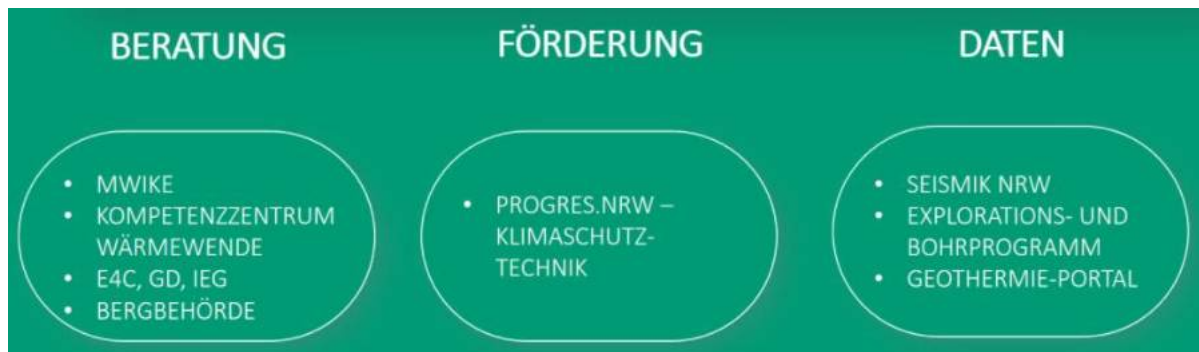 BERATUNG
• MWIKE
• KOMPETENZZENTRUM
WÄRMEWENDE
• E4C, GD, IEG
• BERGBEHÖRDE
FÖRDERUNG
• PROGRES.NRW –
KLIMASCHUTZ-
TECHNIK
DATEN
• SEISMIK NRW
• EXPLORATIONS- UND
BOHRPROGRAMM
• GEOTHERMIE-PORTAL